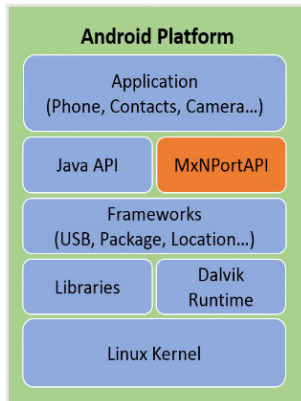 Android Platform
Application
(Phone, Contacts, Camera...)
Java API
MxNPortAPI
Frameworks
(USB, Package, Location...)
Libraries
Dalvik
Runtime
Linux Kernel